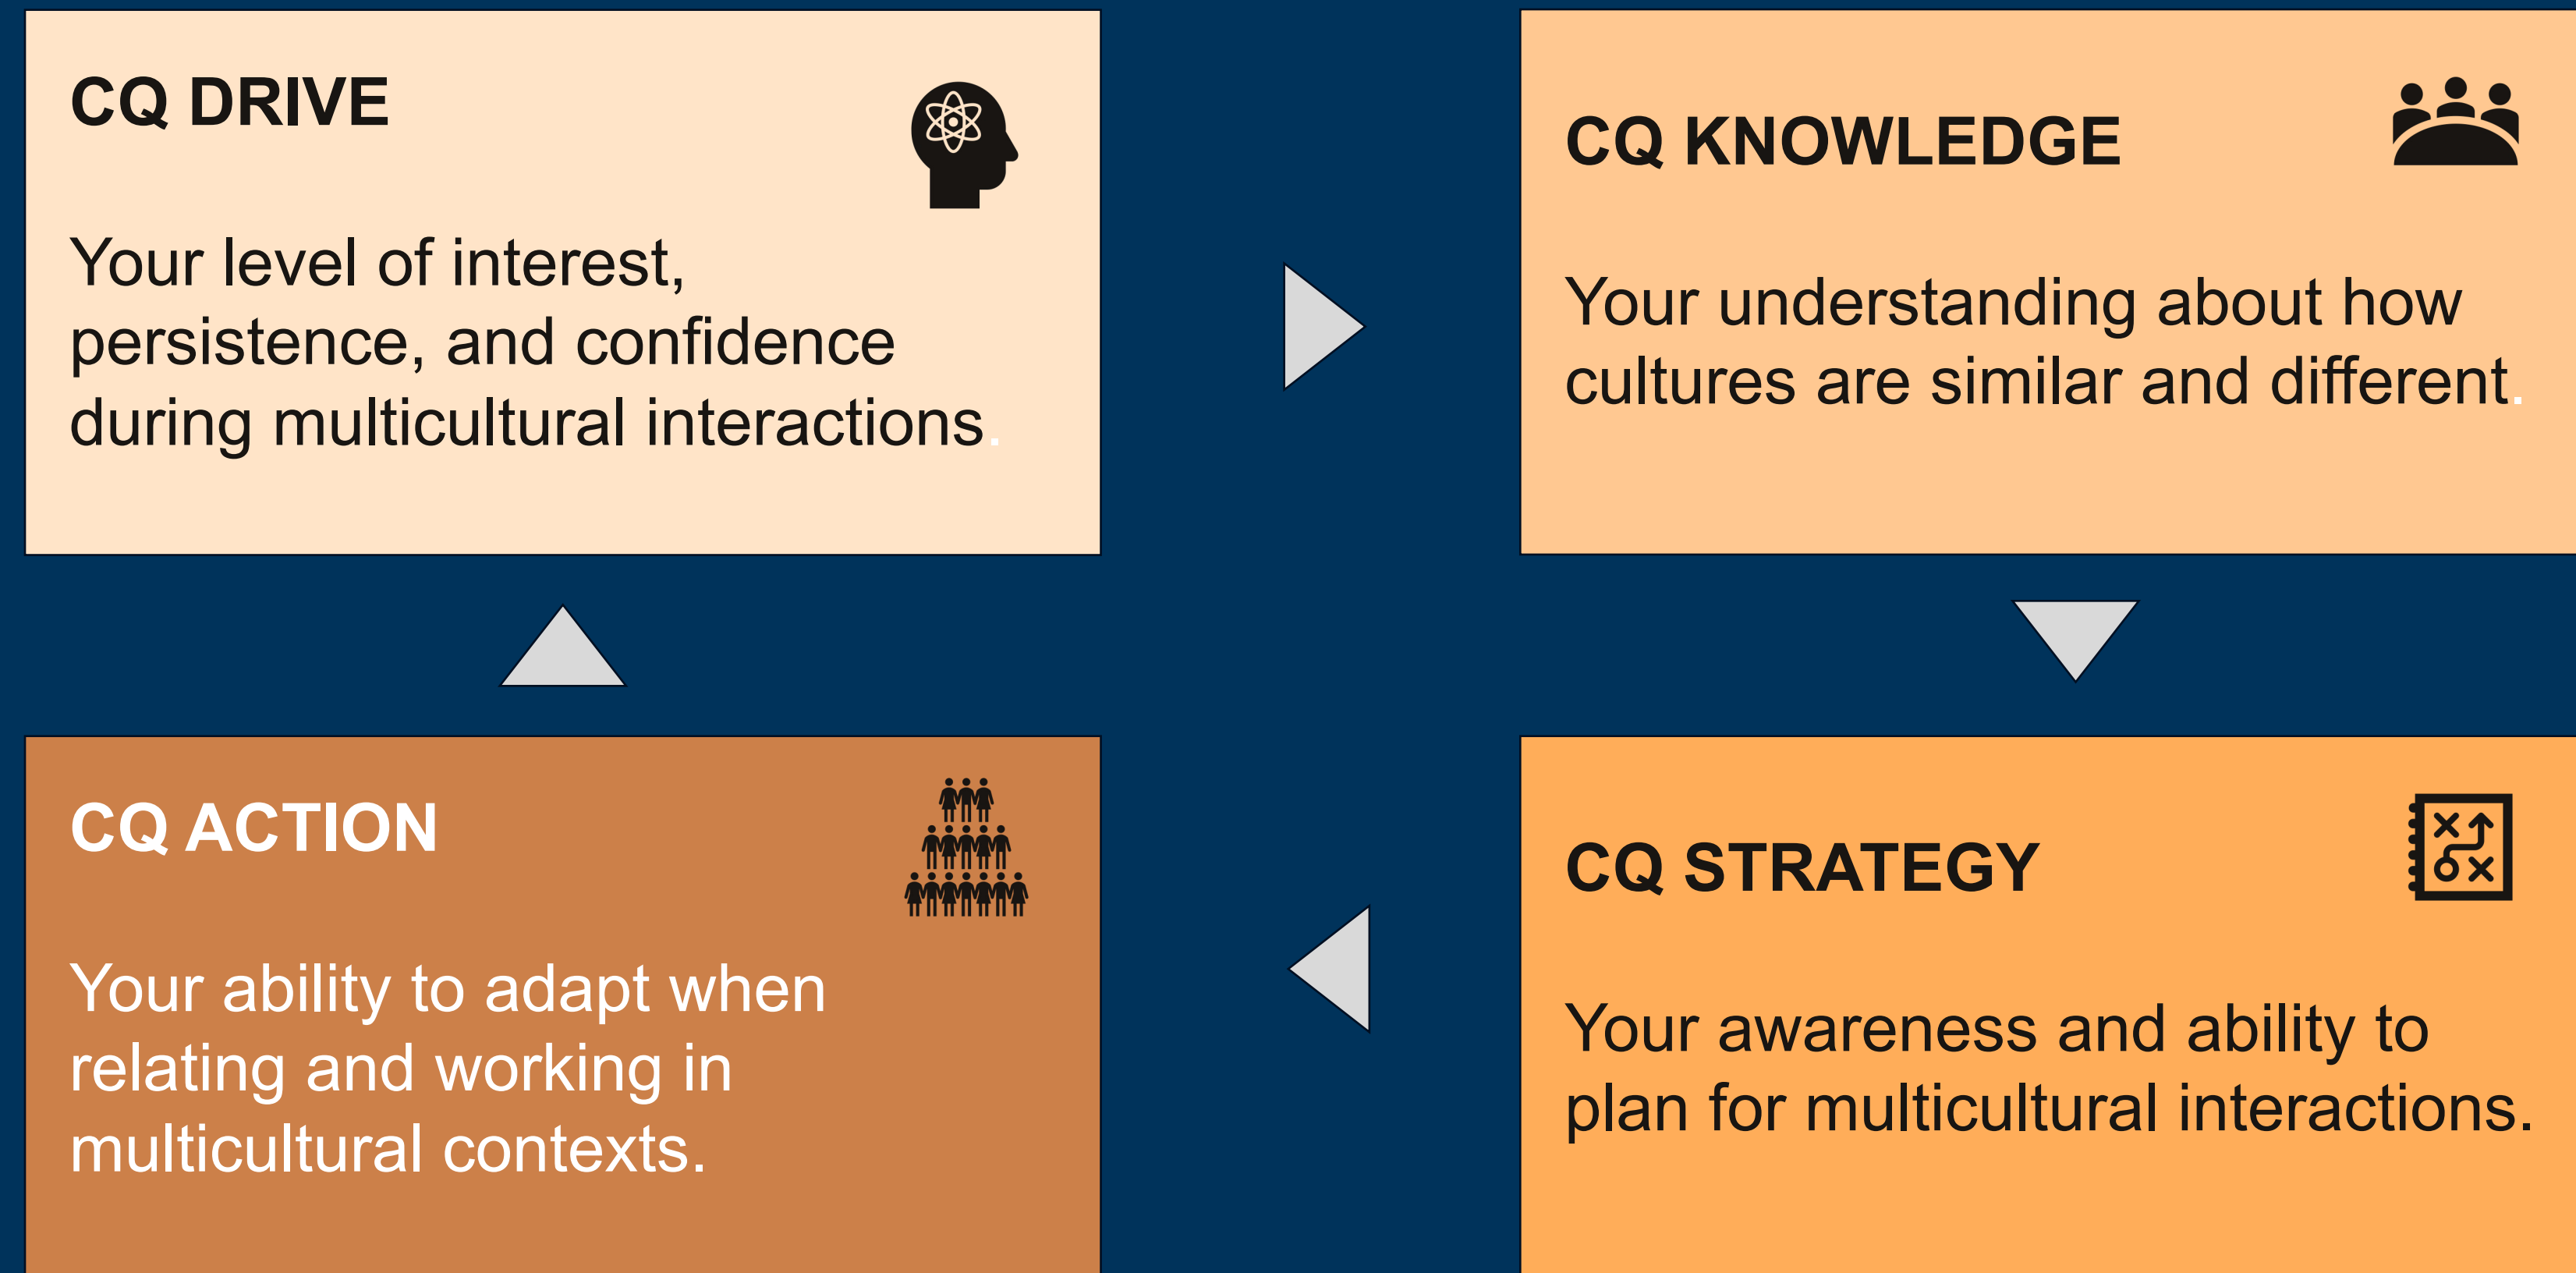 CQ DRIVE
Your level of interest,
persistence, and confidence
during multicultural interactions.
CQ KNOWLEDGE
Your understanding about how
cultures are similar and different.
CQ STRATEGY
Your awareness and ability to
plan for multicultural interactions.
CQ ACTION
Your ability to adapt when
relating and working in
multicultural contexts.